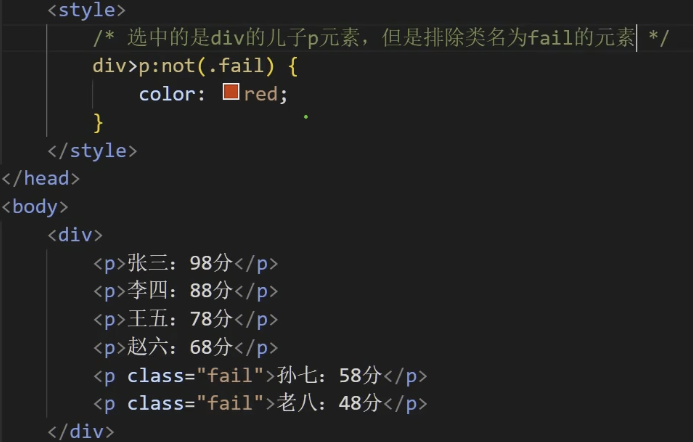 <style>
/* 选中的是div的儿子p元素，但是排除类名为fail的元素 */
div>p:not(.fail) {
color: red;
}
</style>
</head>
<body>
<div>
<p>张三：98分</p>
<p>李四：88分</p>
<p>王五：78分</p>
<p>赵六：68分</p>
<p class="fail">孙七：58分</p>
<p class="fail">老八：48分</p>
</div>